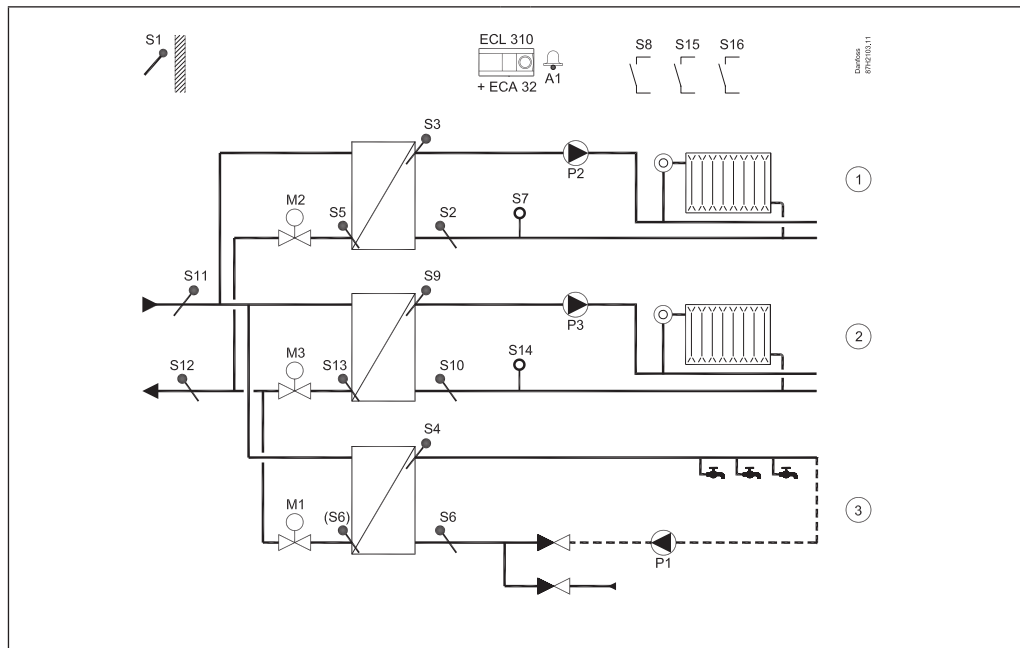 S1
ECL 310
A1
+ ECA 32
S8 S15 S16
Danfoss
87H2103.11
S3
P2
1
M2
S5
S2
S7
S11
S9
P3
2
S12
M3
S13
S10
S14
S4
M1
(S6)
S6
P1
3